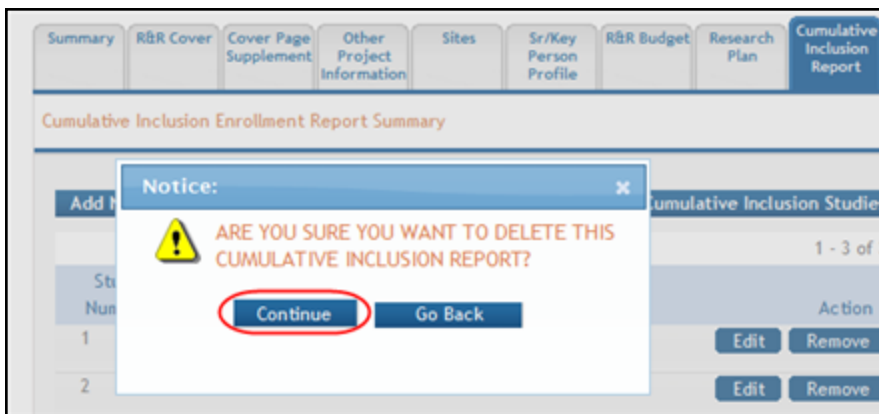 Summary
R&R Cover
Cover Page
Supplement
Other
Project
Information
Sites
Sr/Key
Person
Profile
R&R Budget
Research
Plan
Cumulative
Inclusion
Report
Cumulative Inclusion Enrollment Report Summary
Notice:
Add
Cumulative Inclusion
ARE YOU SURE YOU WANT TO DELETE THIS
CUMULATIVE INCLUSION REPORT?
1 - 3 of
Continue
Go Back
Action
1
Edit
Remove
2
Edit
Remove